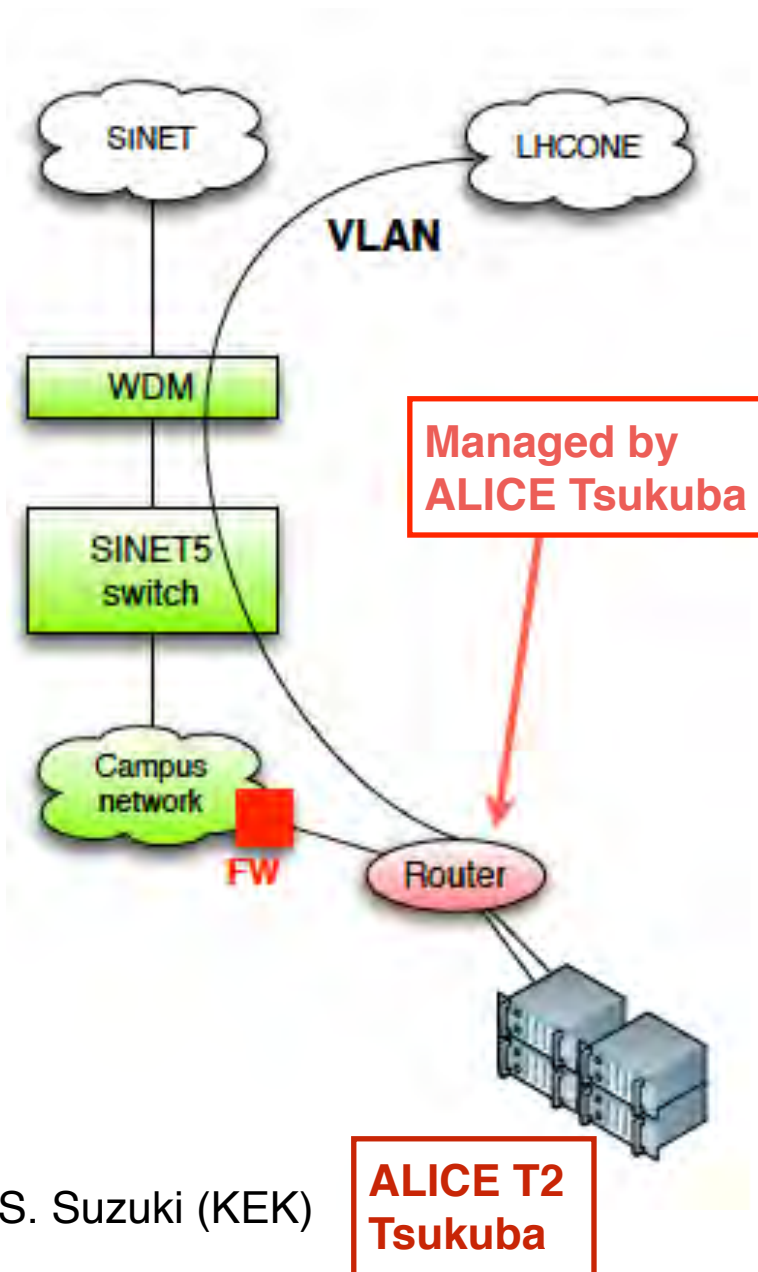 SINET
LHCONE
VLAN
WDM
Managed by
ALICE Tsukuba
SINET5
switch
Campus
network
FW
Router
S. Suzuki (KEK)
ALICE T2
Tsukuba